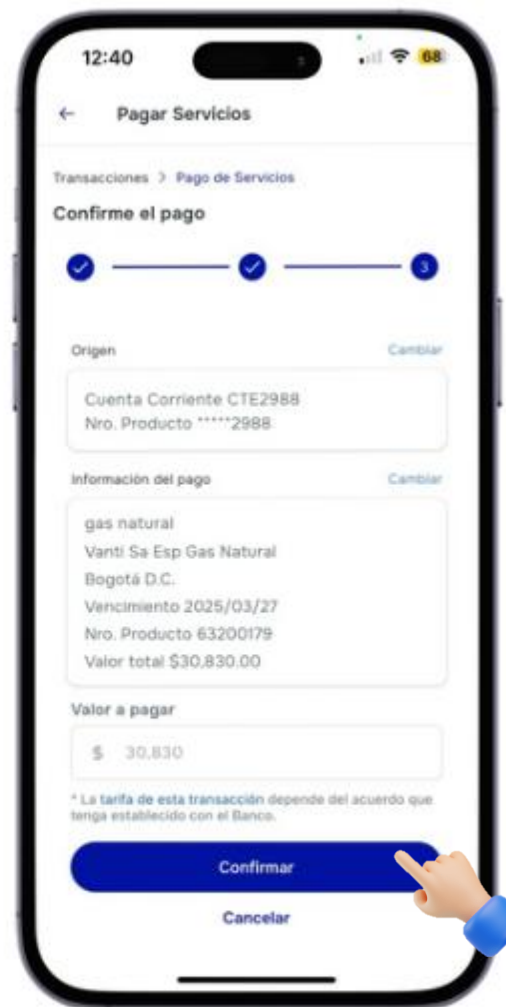 12:40
68
Pagar Servicios
Transacciones > Pago de Servicios
Confirme el pago
3
Origen
Cambiar
Cuenta Corriente CTE2988
Nro. Producto *****2988
Información del pago
Cambiar
gas natural
Vanti Sa Esp Gas Natural
Bogotá D.C.
Vencimiento 2025/03/27
Nro. Producto 63200179
Valor total $30,830.00
Valor a pagar
$ 30,830
* La tarifa de esta transacción depende del acuerdo que
tenga establecido con el Banco.
Confirmar
Cancelar